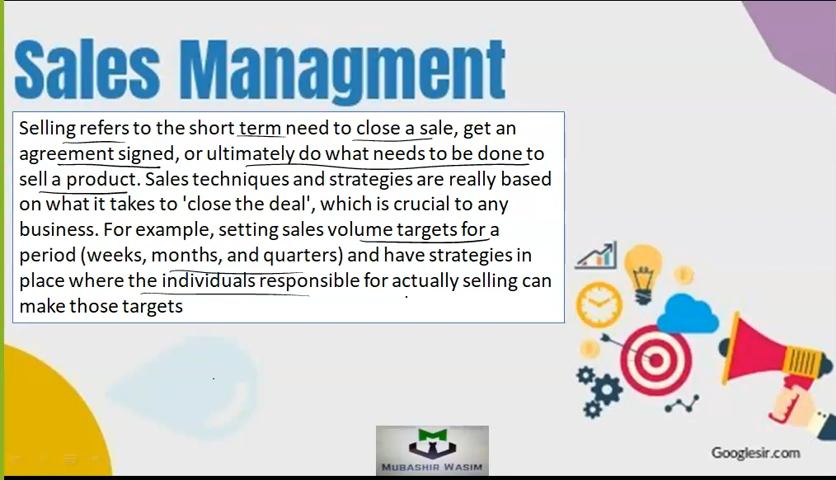 Sales Managment
Selling refers to the short term need to close a sale, get an
agreement signed, or ultimately do what needs to be done to
sell a product. Sales techniques and strategies are really based
on what it takes to 'close the deal', which is crucial to any
business. For example, setting sales volume targets for a
period (weeks, months, and quarters) and have strategies in
place where the individuals responsible for actually selling can
make those targets
MUBASHIR WASIM
Googlesir.com